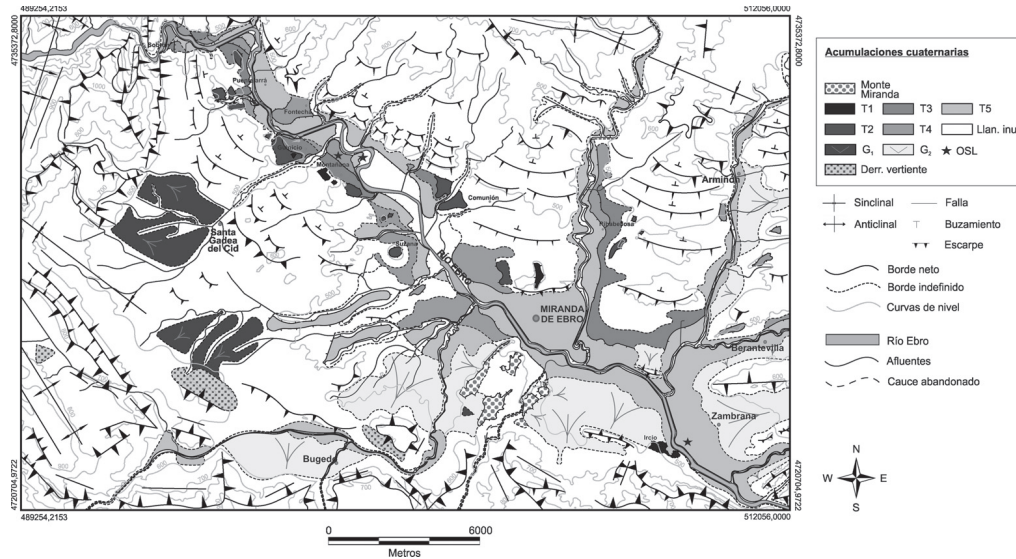 489254,2153
512056,0000
4735372,8000
4735372,8000
Acumulaciones cuaternarias
Monte
Miranda
T1
T3
T5
T2
T4
Llan. inu
G₁
G₂
OSL
Derr. vertiente
Sinclinal
Falla
Anticlinal
Buzamiento
Escarpe
Borde neto
Borde indefinido
Curvas de nivel
Río Ebro
Afluentes
Cauce abandonado
Fontecha
Montañana
Comunión
Armiñón
Santa
Gadea
del Cid
Suzana
RÍO EBRO
MIRANDA
DE EBRO
Berantevilla
Zambrana
Ircio
Bugedo
4720704,9722
4720704,9722
489254,2153
512056,0000
0
6000
Metros
N
W
E
S